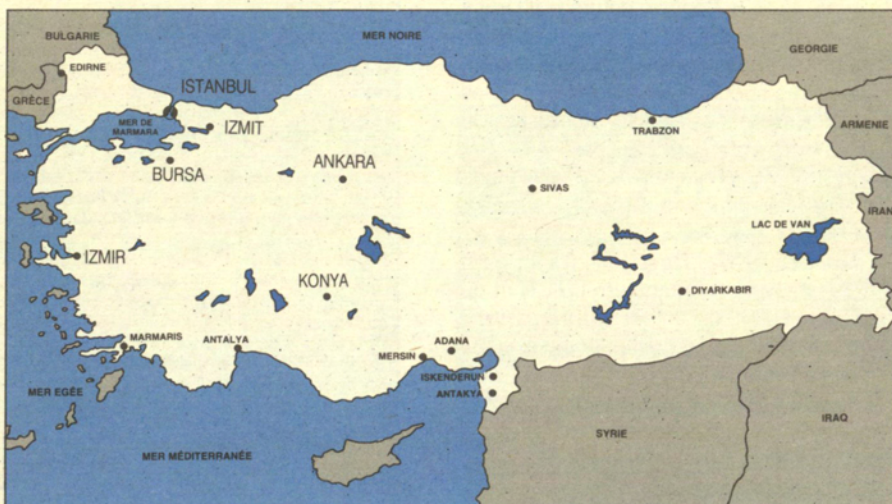 BULGARIE
MER NOIRE
GEORGIE
EDIRNE
ISTANBUL
GRÈCE
MER DE
MARMARA
IZMIT
TRABZON
ARMENIE
BURSA
ANKARA
SIVAS
IRAN
LAC DE VAN
IZMIR
KONYA
DIYARKABIR
MARMARIS
ANTALYA
ADANA
MERSIN
ISKENDERUN
ANTAKYA
MER EGÉE
SYRIE
IRAQ
MER MÉDITERRANÉE